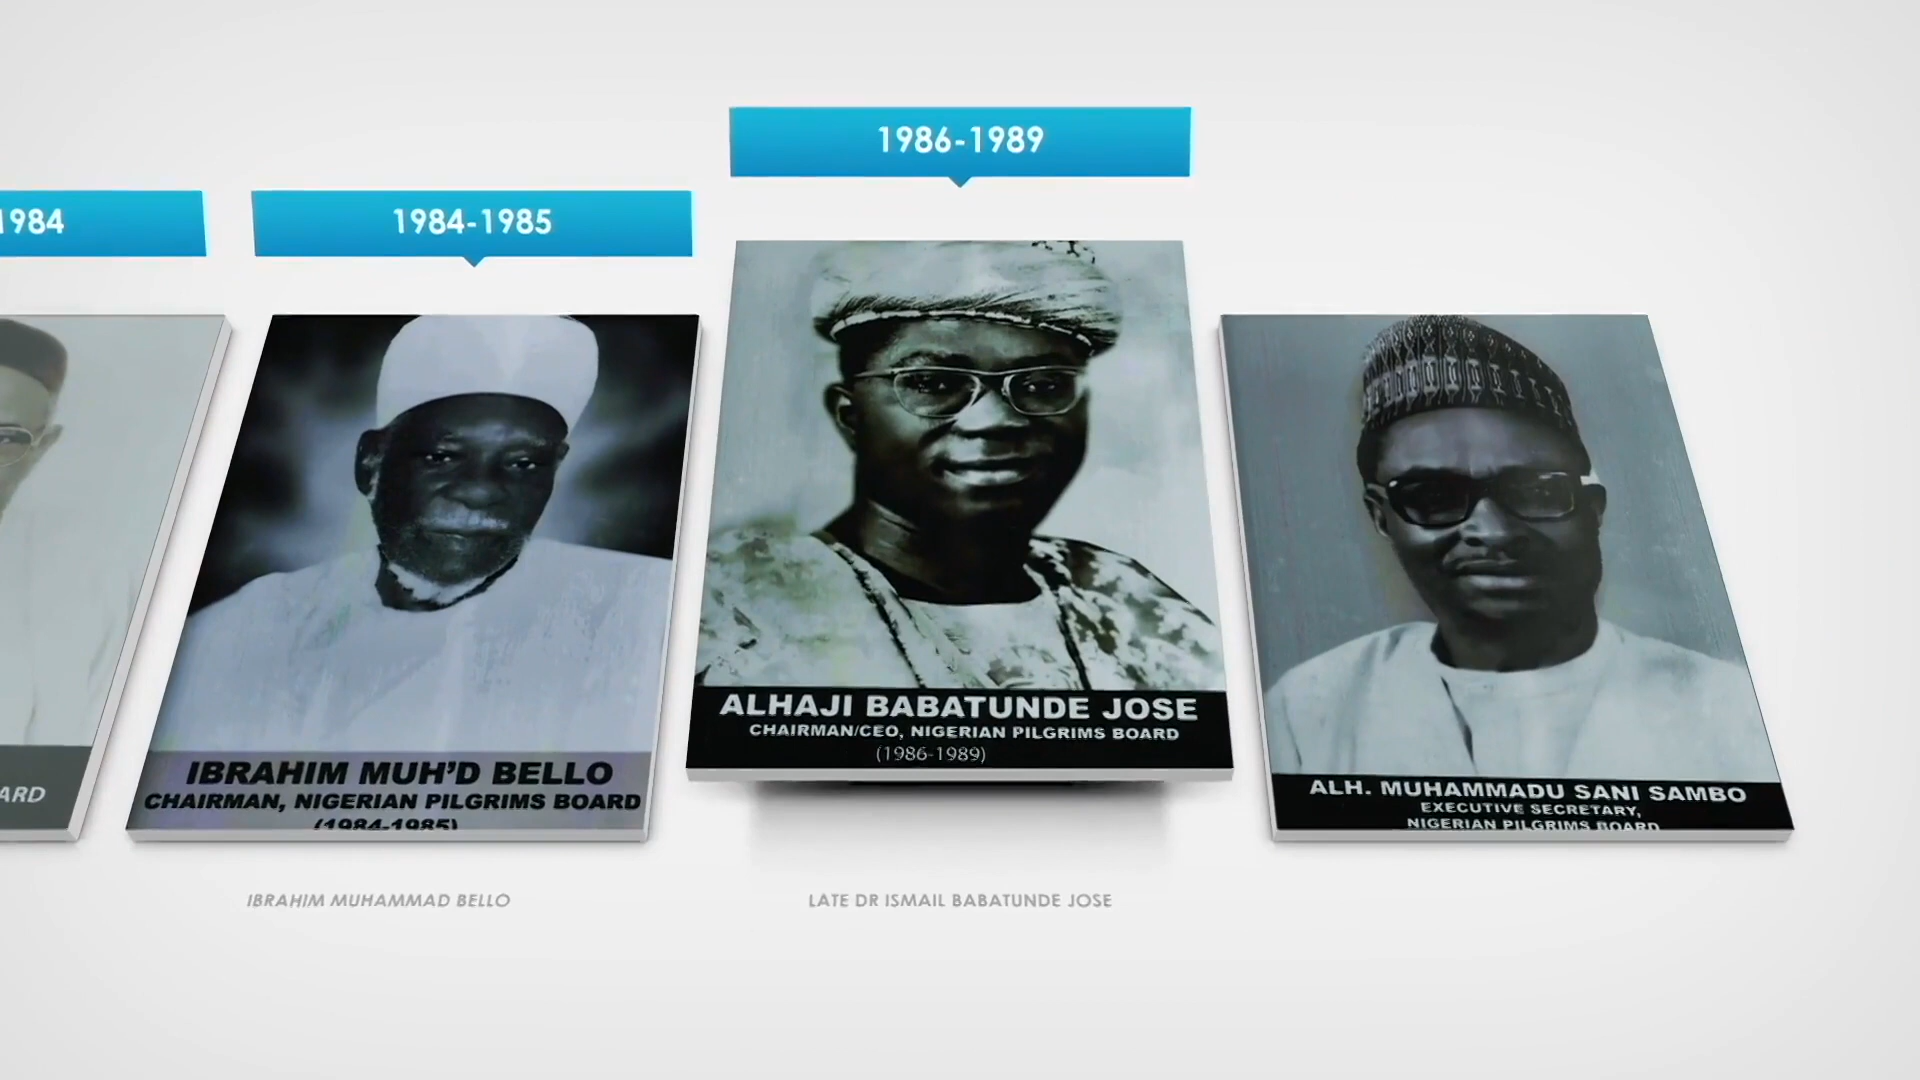 1984
1984-1985
1986-1989
ARD
IBRAHIM MUH'D BELLO
CHAIRMAN, NIGERIAN PILGRIMS BOARD
(1984-1985)
ALHAJI BABATUNDE JOSE
CHAIRMAN/CEO, NIGERIAN PILGRIMS BOARD
(1986-1989)
ALH. MUHAMMADU SANI SAMBO
EXECUTIVE SECRETARY,
NIGERIAN PILGRIMS BOARD
IBRAHIM MUHAMMAD BELLO
LATE DR ISMAIL BABATUNDE JOSE